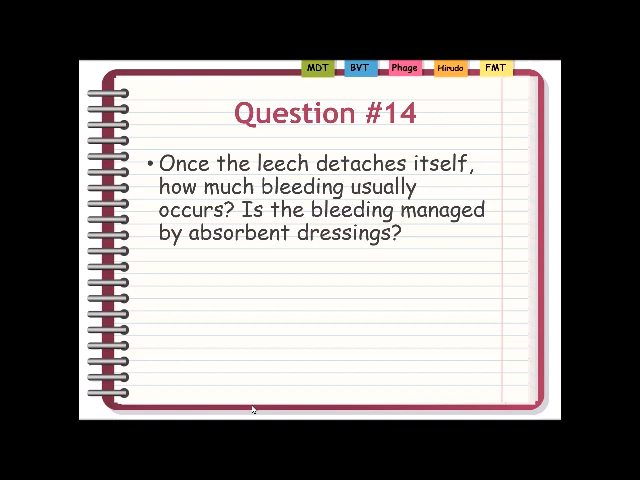 MDT BVT Phage Hirudo FMT
Question #14
• Once the leech detaches itself,
how much bleeding usually
occurs? Is the bleeding managed
by absorbent dressings?